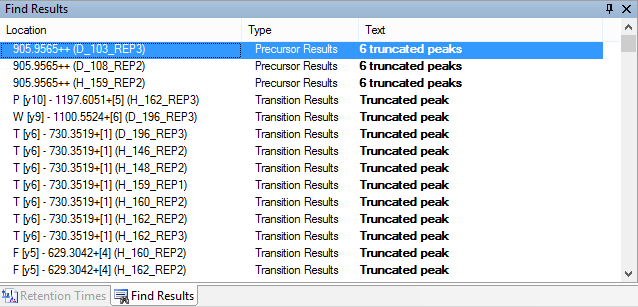 Find Results
Location Type Text
905.9565++ (D_103_REP3) Precursor Results 6 truncated peaks
905.9565++ (D_108_REP2) Precursor Results 6 truncated peaks
905.9565++ (H_159_REP2) Precursor Results 6 truncated peaks
P [y10] - 1197.6051+[5] (H_162_REP3) Transition Results Truncated peak
W [y9] - 1100.5524+[6] (D_196_REP3) Transition Results Truncated peak
T [y6] - 730.3519+[1] (D_196_REP3) Transition Results Truncated peak
T [y6] - 730.3519+[1] (H_146_REP2) Transition Results Truncated peak
T [y6] - 730.3519+[1] (H_148_REP2) Transition Results Truncated peak
T [y6] - 730.3519+[1] (H_159_REP1) Transition Results Truncated peak
T [y6] - 730.3519+[1] (H_160_REP2) Transition Results Truncated peak
T [y6] - 730.3519+[1] (H_162_REP2) Transition Results Truncated peak
T [y6] - 730.3519+[1] (H_162_REP3) Transition Results Truncated peak
F [y5] - 629.3042+[4] (H_160_REP2) Transition Results Truncated peak
F [y5] - 629.3042+[4] (H_162_REP2) Transition Results Truncated peak
Retention Times Find Results